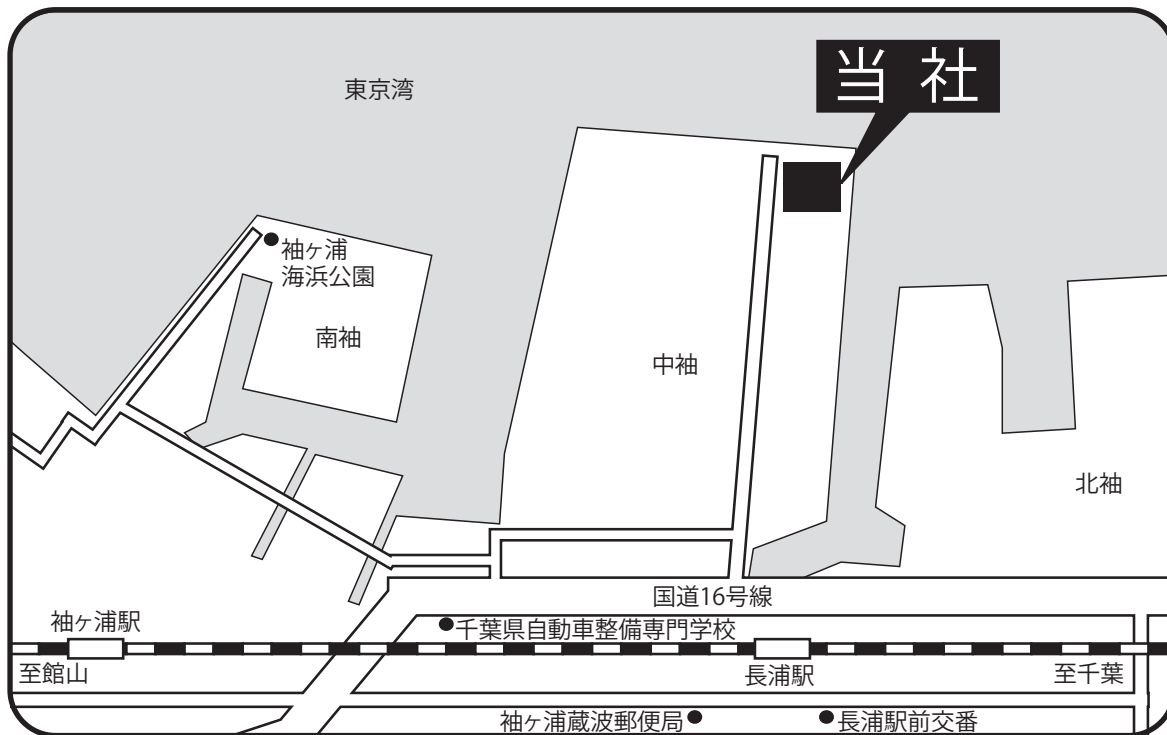 東京湾
当 社
袖ヶ浦
海浜公園
南袖
中袖
北袖
国道16号線
袖ヶ浦駅
千葉県自動車整備専門学校
至館山
長浦駅
至千葉
袖ヶ浦蔵波郵便局
長浦駅前交番